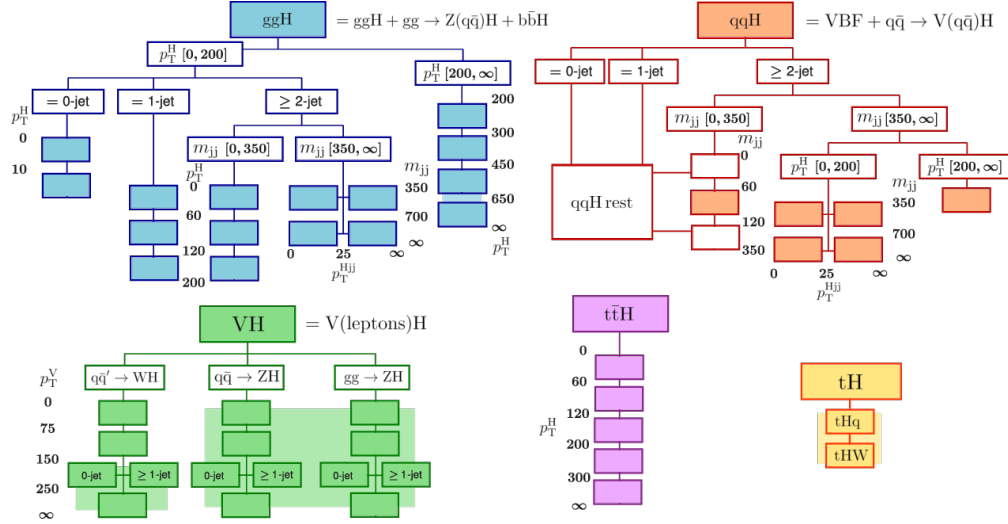 ggH = ggH + gg → Z(qq̄)H + bb̄H
p_T^H [0, 200]
p_T^H [200, ∞]
= 0-jet
= 1-jet
≥ 2-jet
m_jj [0, 350]
m_jj [350, ∞]
p_T^H
0
10
p_T^H
0
60
120
200
m_jj
350
700
∞
0
25
∞
p_T^Hjj
200
300
450
650
∞
p_T^H
qqH = VBF + qq̄ → V(qq̄)H
= 0-jet
= 1-jet
≥ 2-jet
m_jj [0, 350]
m_jj [350, ∞]
qqH rest
m_jj
0
60
120
350
p_T^H [0, 200]
p_T^H [200, ∞]
m_jj
350
700
∞
0
25
∞
p_T^Hjj
VH = V(leptons)H
qq̄′ → WH
qq̄ → ZH
gg → ZH
p_T^V
0
75
150
250
∞
0-jet
≥ 1-jet
0-jet
≥ 1-jet
0-jet
≥ 1-jet
tt̄H
p_T^H
0
60
120
200
300
∞
tH
tHq
tHW